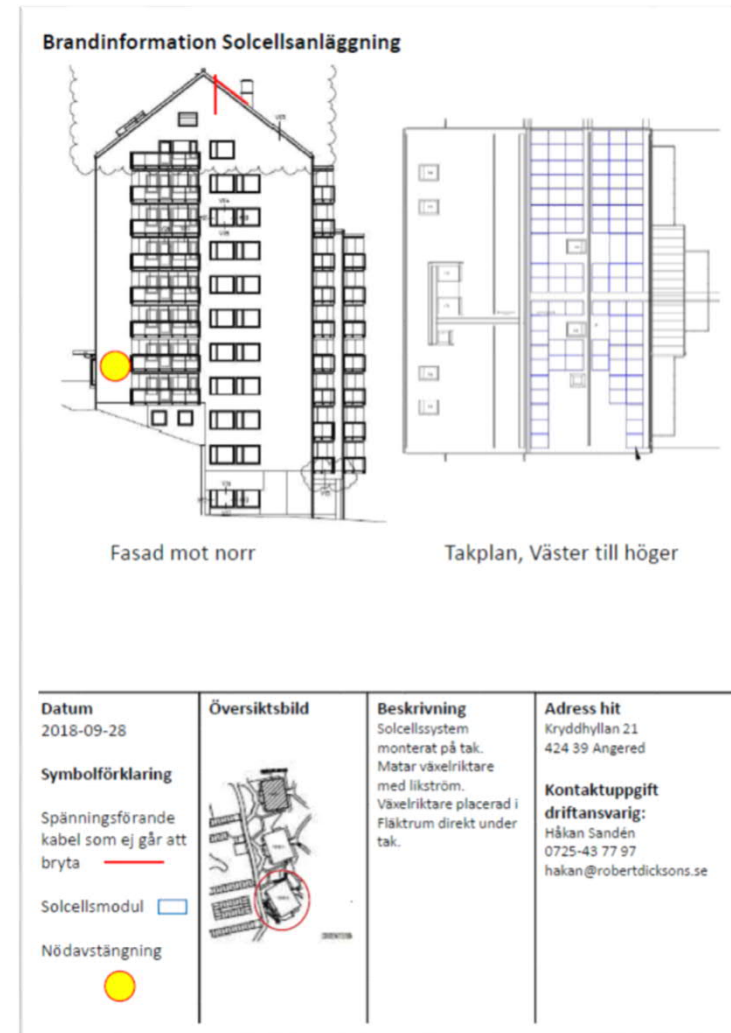 Brandinformation Solcellsanläggning
Fasad mot norr
Takplan, Väster till höger
Datum
2018-09-28
Symbolförklaring
Spänningsförande
kabel som ej går att
bryta
Solcellsmodul
Nödavstängning
Översiktsbild
Beskrivning
Solcellssystem
monterat på tak.
Matar växelriktare
med likström.
Växelriktare placerad i
Fläktrum direkt under
tak.
Adress hit
Kryddhyllan 21
424 39 Angered
Kontaktuppgift
driftansvarig:
Håkan Sandén
0725-43 77 97
hakan@robertdicksons.se